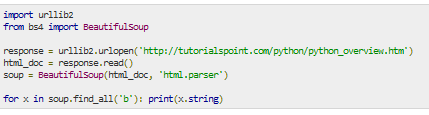 import urllib2
from bs4 import BeautifulSoup
response = urllib2.urlopen('http://tutorialspoint.com/python/python_overview.htm')
html_doc = response.read()
soup = BeautifulSoup(html_doc, 'html.parser')
for x in soup.find_all('b'): print(x.string)